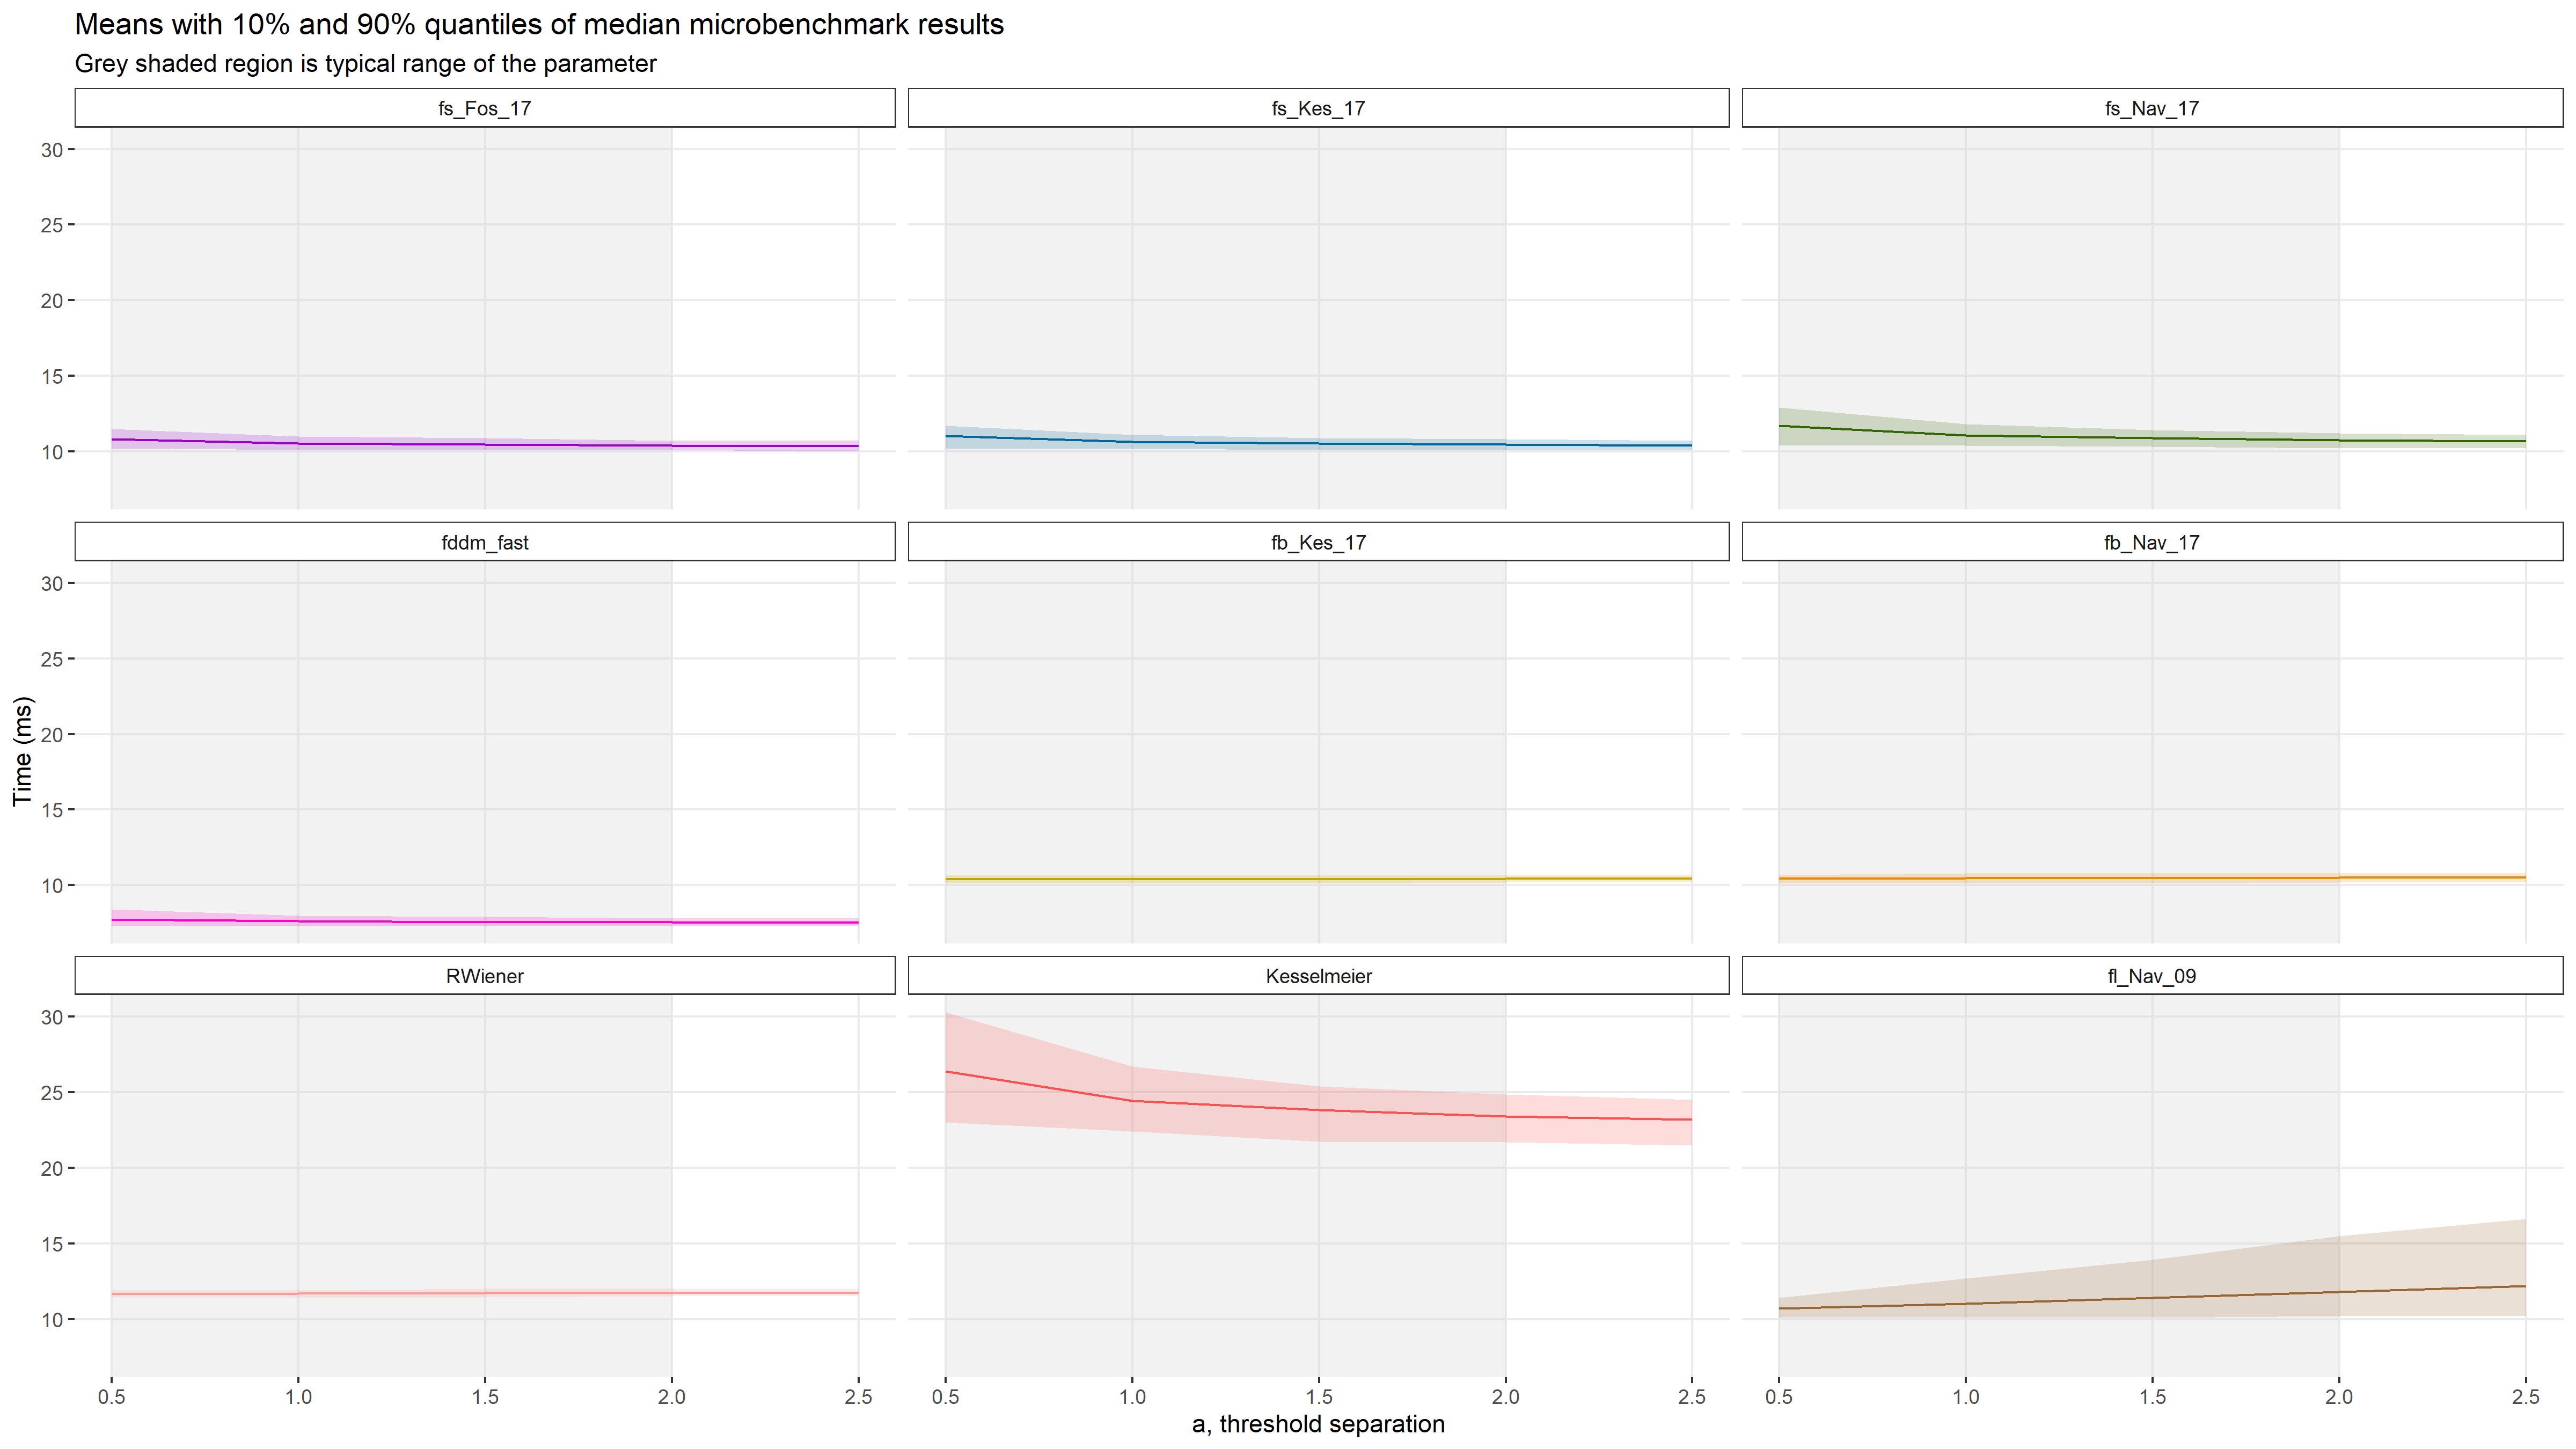 Means with 10% and 90% quantiles of median microbenchmark results
Grey shaded region is typical range of the parameter
fs_Fos_17
fs_Kes_17
fs_Nav_17
30
25
20
15
10
fddm_fast
fb_Kes_17
fb_Nav_17
30
25
20
15
10
Time (ms)
RWiener
Kesselmeier
fl_Nav_09
30
25
20
15
10
0.5 1.0 1.5 2.0 2.5
0.5 1.0 1.5 2.0 2.5
0.5 1.0 1.5 2.0 2.5
a, threshold separation